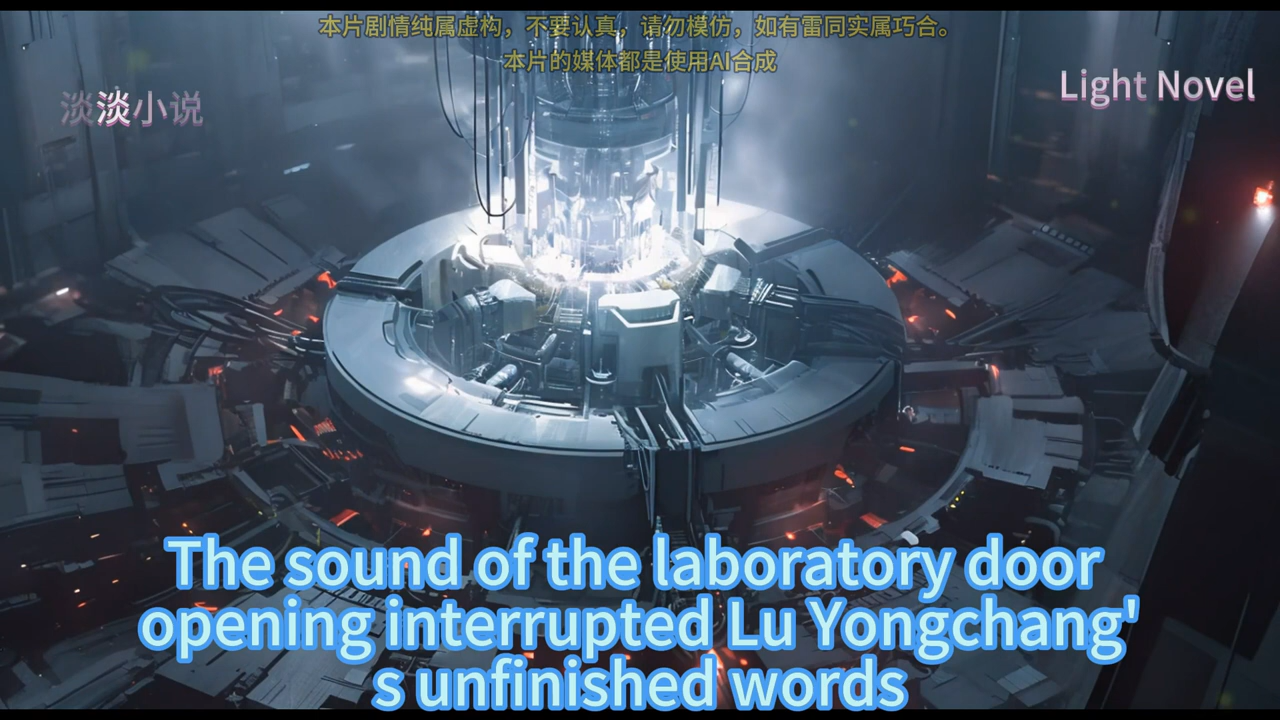 本片剧情纯属虚构，不要认真，请勿模仿，如有雷同实属巧合。
本片的媒体都是使用AI合成
淡淡小说
Light Novel
The sound of the laboratory door
opening interrupted Lu Yongchang'
s unfinished words